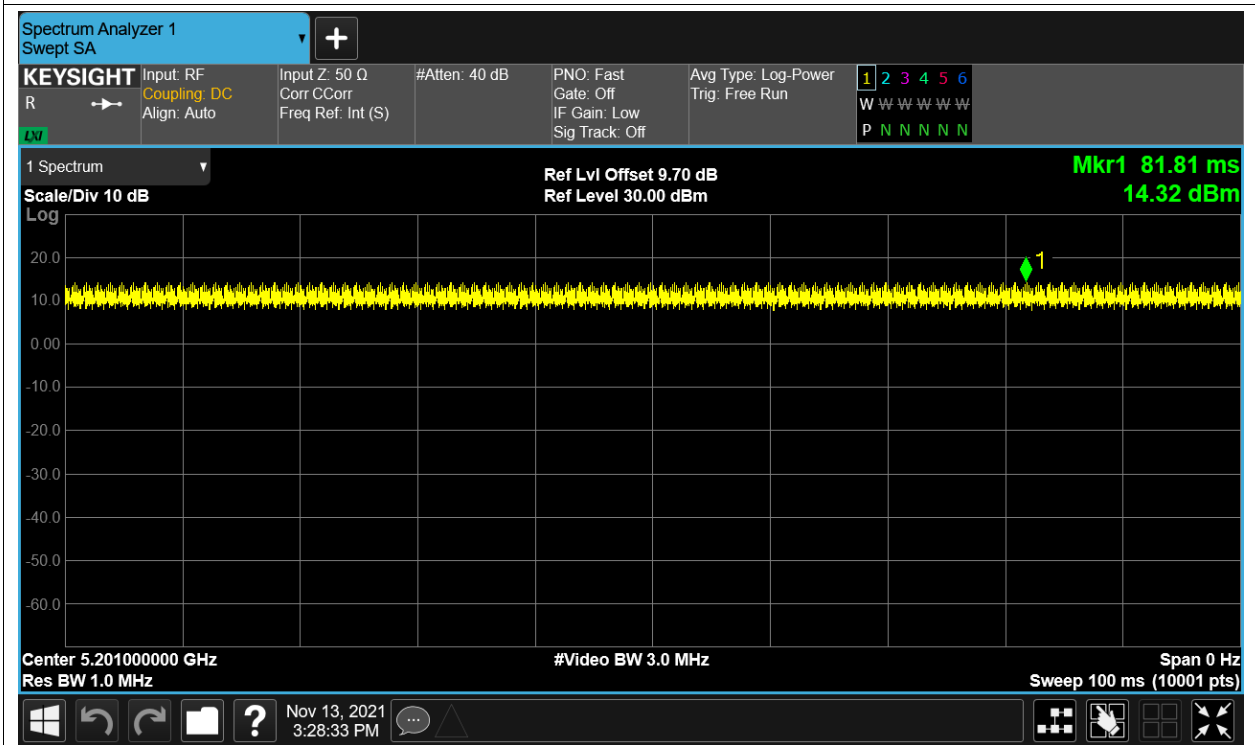 Spectrum Analyzer 1
Swept SA
KEYSIGHT
R
LXI
Input: RF
Coupling: DC
Align: Auto
Input Z: 50 Ω
Corr CCorr
Freq Ref: Int (S)
#Atten: 40 dB
PNO: Fast
Gate: Off
IF Gain: Low
Sig Track: Off
Avg Type: Log-Power
Trig: Free Run
1 2 3 4 5 6
W W W W W W
P N N N N N
1 Spectrum
Scale/Div 10 dB
Log
Ref Lvl Offset 9.70 dB
Ref Level 30.00 dBm
Mkr1 81.81 ms
14.32 dBm
20.0
1
10.0
0.00
-10.0
-20.0
-30.0
-40.0
-50.0
-60.0
Center 5.201000000 GHz
#Video BW 3.0 MHz
Span 0 Hz
Res BW 1.0 MHz
Sweep 100 ms (10001 pts)
?
Nov 13, 2021
3:28:33 PM